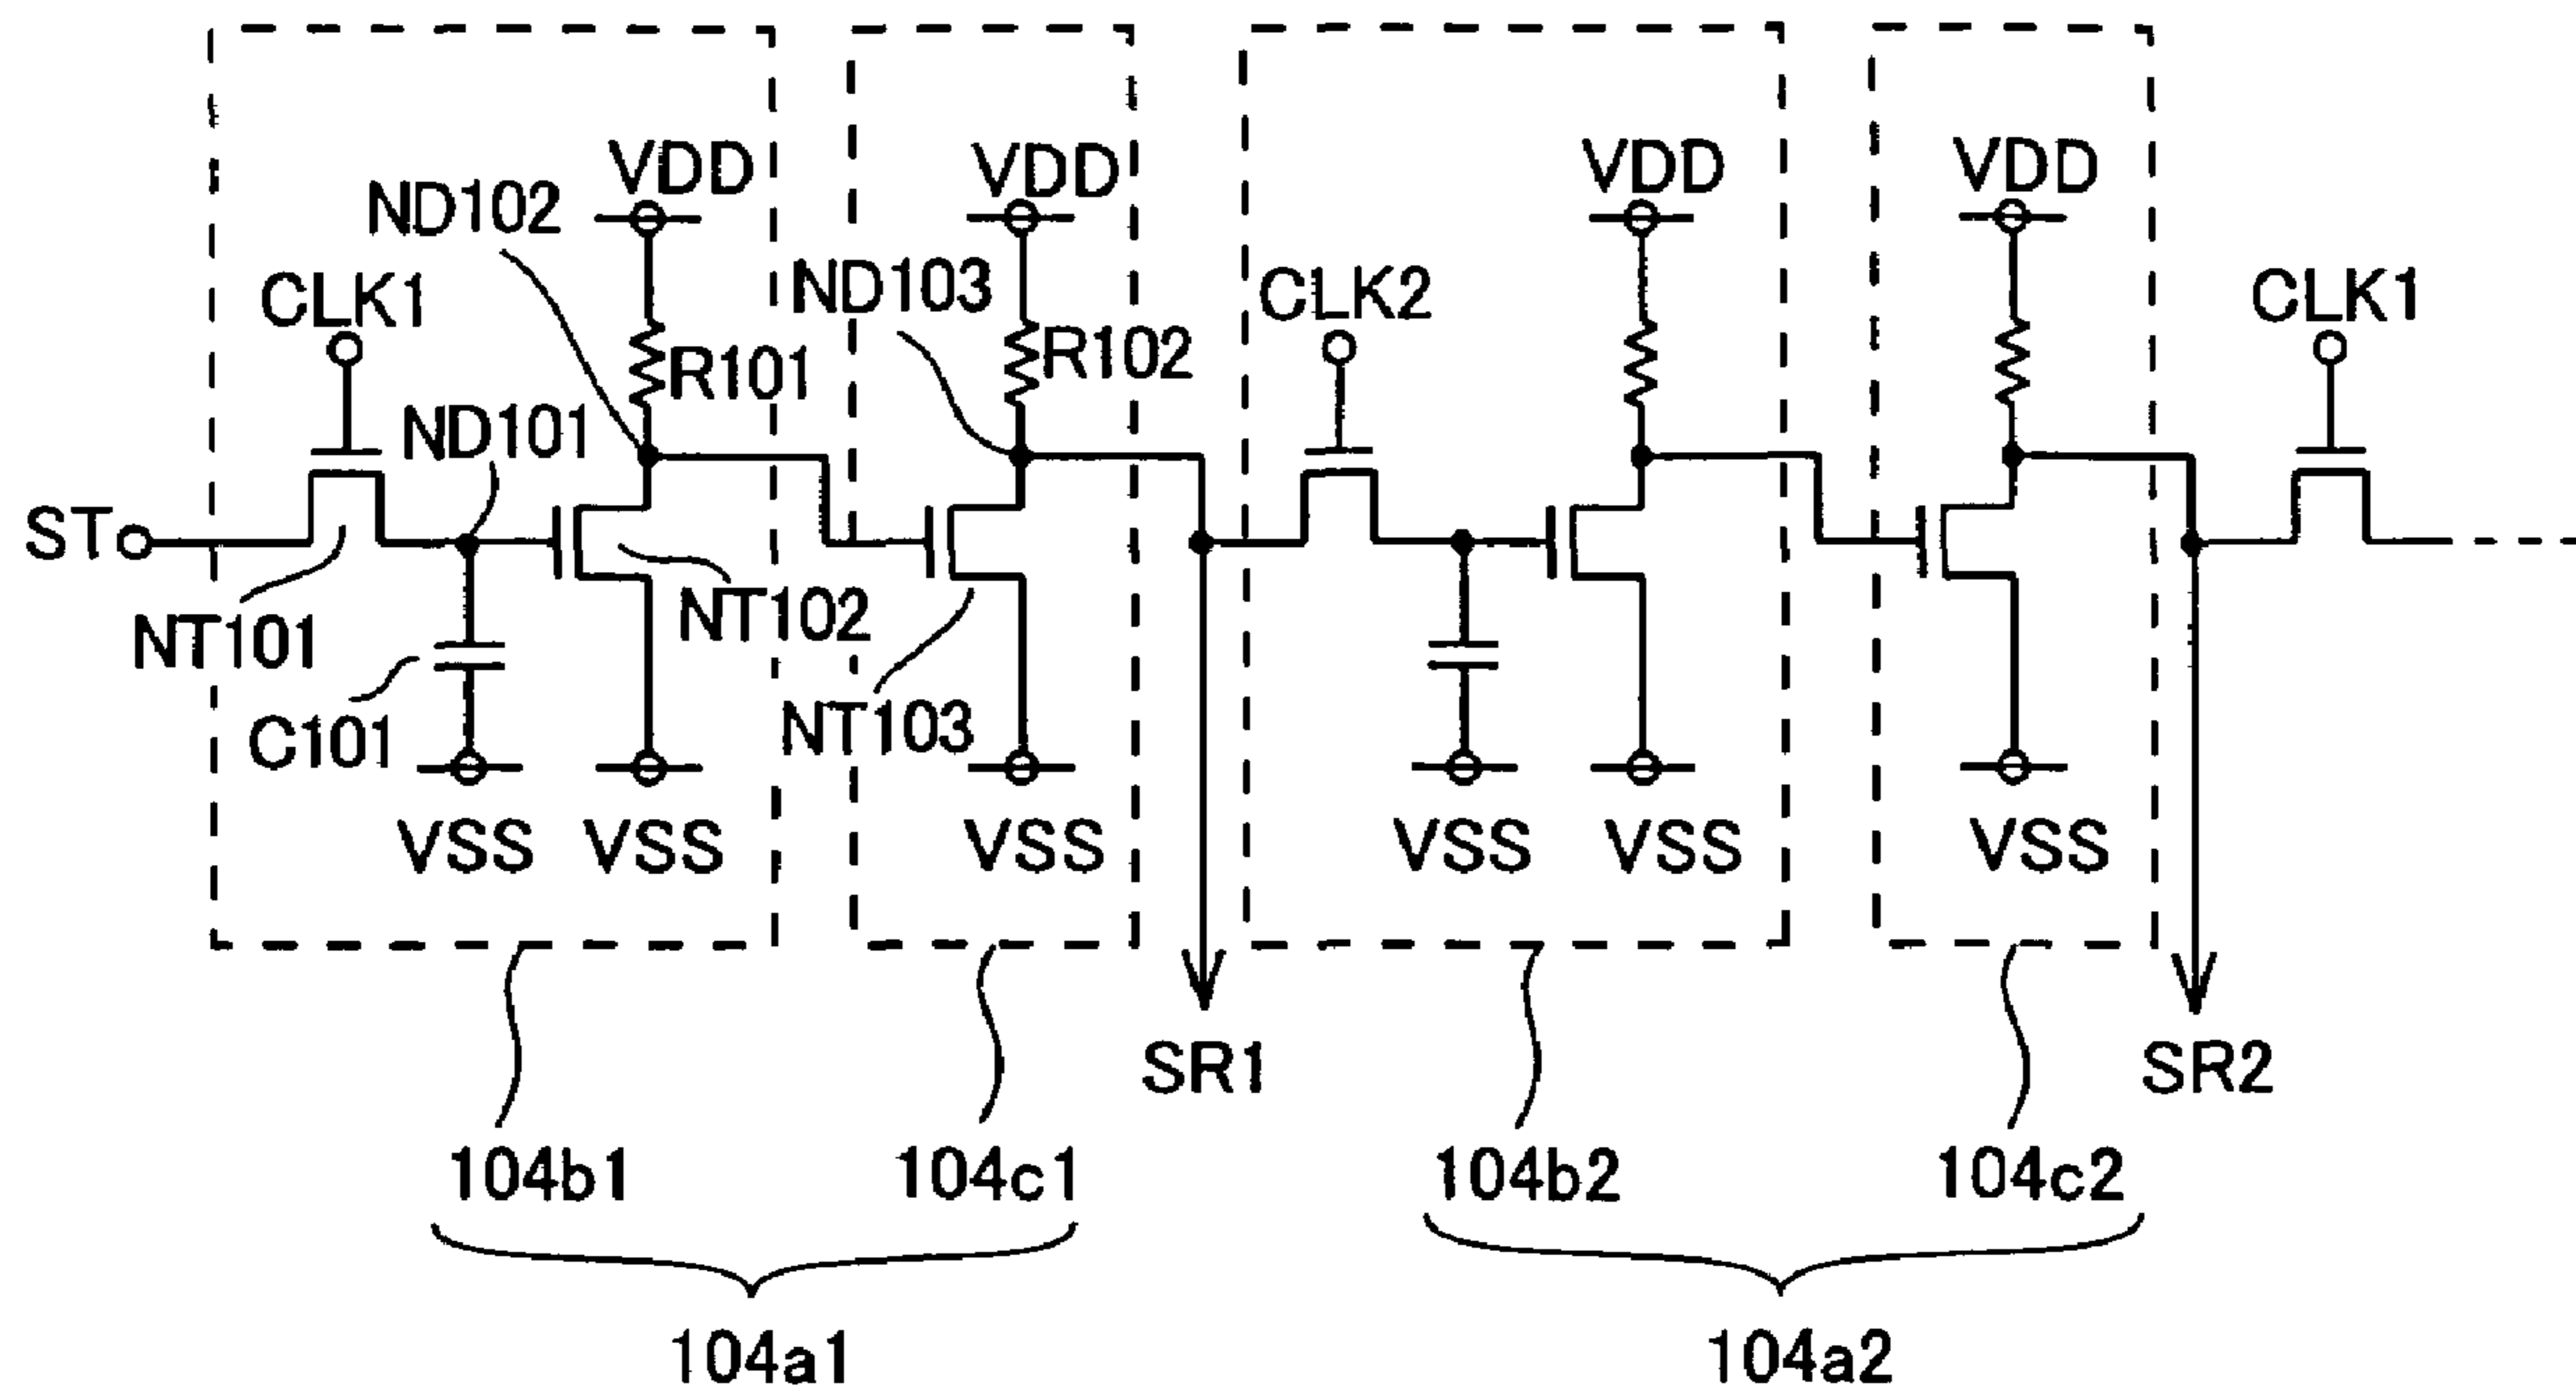 VDD
VDD
VDD
VDD
ND102
ND103
CLK1
CLK2
CLK1
R101
R102
ND101
ST
NT101
NT102
C101
NT103
VSS
VSS
VSS
VSS
VSS
VSS
SR1
SR2
104b1
104c1
104b2
104c2
104a1
104a2